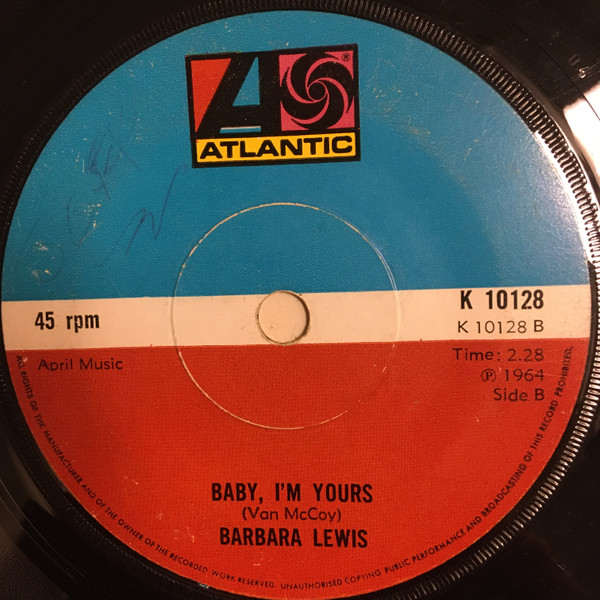 ATLANTIC
®
45 rpm
K 10128
K 10128 B
April Music
Time: 2.28
℗ 1964
Side B
BABY, I'M YOURS
(Van McCoy)
BARBARA LEWIS
ALL RIGHTS OF THE MANUFACTURER AND OF THE OWNER OF THE RECORDED WORK RESERVED. UNAUTHORISED COPYING, PUBLIC PERFORMANCE AND BROADCASTING OF THIS RECORD PROHIBITED.